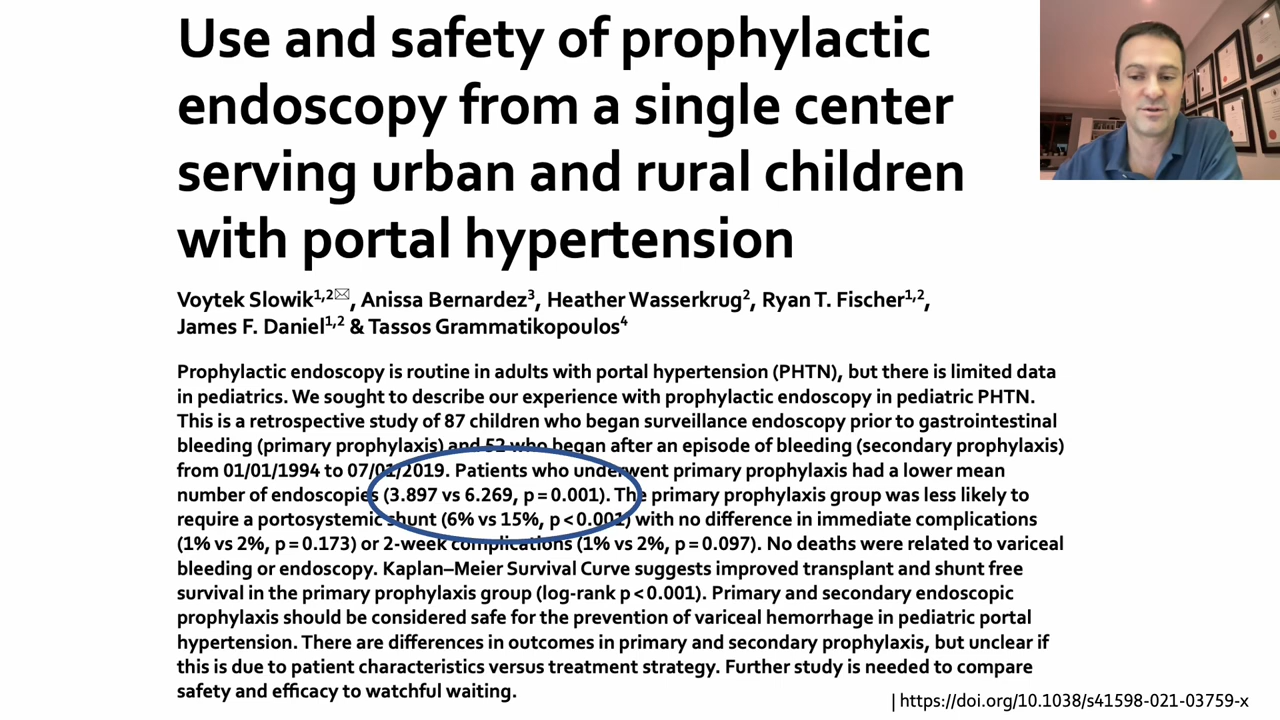 Use and safety of prophylactic
endoscopy from a single center
serving urban and rural children
with portal hypertension
Voytek Slowik1,2✉, Anissa Bernardez3, Heather Wasserkrug2, Ryan T. Fischer1,2,
James F. Daniel1,2 & Tassos Grammatikopoulos4
Prophylactic endoscopy is routine in adults with portal hypertension (PHTN), but there is limited data
in pediatrics. We sought to describe our experience with prophylactic endoscopy in pediatric PHTN.
This is a retrospective study of 87 children who began surveillance endoscopy prior to gastrointestinal
bleeding (primary prophylaxis) and 52 who began after an episode of bleeding (secondary prophylaxis)
from 01/01/1994 to 07/01/2019. Patients who underwent primary prophylaxis had a lower mean
number of endoscopies (3.897 vs 6.269, p = 0.001). The primary prophylaxis group was less likely to
require a portosystemic shunt (6% vs 15%, p < 0.001) with no difference in immediate complications
(1% vs 2%, p = 0.173) or 2-week complications (1% vs 2%, p = 0.097). No deaths were related to variceal
bleeding or endoscopy. Kaplan–Meier Survival Curve suggests improved transplant and shunt free
survival in the primary prophylaxis group (log-rank p < 0.001). Primary and secondary endoscopic
prophylaxis should be considered safe for the prevention of variceal hemorrhage in pediatric portal
hypertension. There are differences in outcomes in primary and secondary prophylaxis, but unclear if
this is due to patient characteristics versus treatment strategy. Further study is needed to compare
safety and efficacy to watchful waiting.
| https://doi.org/10.1038/s41598-021-03759-x